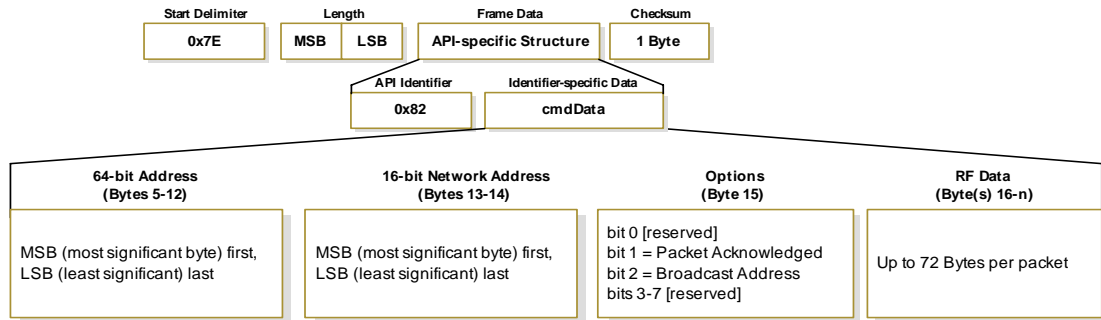 Start Delimiter
Length
Frame Data
Checksum
0x7E
MSB
LSB
API-specific Structure
1 Byte
API Identifier
Identifier-specific Data
0x82
cmdData
64-bit Address
(Bytes 5-12)
16-bit Network Address
(Bytes 13-14)
Options
(Byte 15)
RF Data
(Byte(s) 16-n)
MSB (most significant byte) first,
LSB (least significant) last
MSB (most significant byte) first,
LSB (least significant) last
bit 0 [reserved]
bit 1 = Packet Acknowledged
bit 2 = Broadcast Address
bits 3-7 [reserved]
Up to 72 Bytes per packet